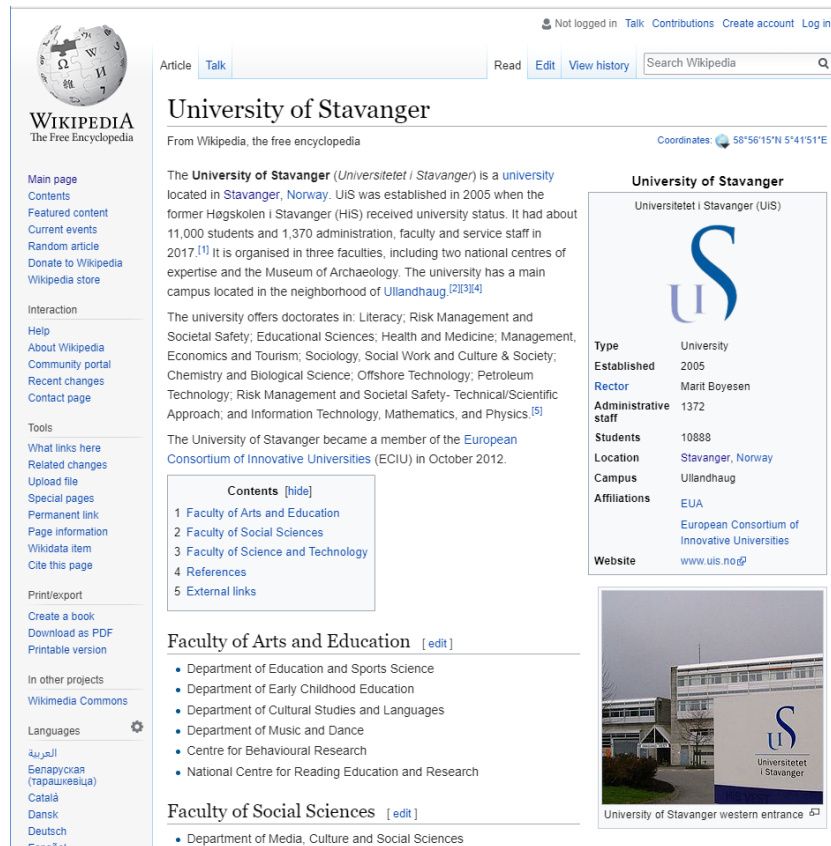 Not logged in Talk Contributions Create account Log in
Article Talk
Read Edit View history Search Wikipedia
WIKIPEDIA
The Free Encyclopedia
Main page
Contents
Featured content
Current events
Random article
Donate to Wikipedia
Wikipedia store
Interaction
Help
About Wikipedia
Community portal
Recent changes
Contact page
Tools
What links here
Related changes
Upload file
Special pages
Permanent link
Page information
Wikidata item
Cite this page
Print/export
Create a book
Download as PDF
Printable version
In other projects
Wikimedia Commons
Languages
العربية
Беларуская
(тарашкевіца)
Català
Dansk
Deutsch
University of Stavanger
From Wikipedia, the free encyclopedia
Coordinates: 58°56′15″N 5°41′51″E
The University of Stavanger (Universitetet i Stavanger) is a university
located in Stavanger, Norway. UiS was established in 2005 when the
former Høgskolen i Stavanger (HiS) received university status. It had about
11,000 students and 1,370 administration, faculty and service staff in
2017.[1] It is organised in three faculties, including two national centres of
expertise and the Museum of Archaeology. The university has a main
campus located in the neighborhood of Ullandhaug.[2][3][4]
The university offers doctorates in: Literacy; Risk Management and
Societal Safety; Educational Sciences; Health and Medicine; Management,
Economics and Tourism; Sociology, Social Work and Culture & Society;
Chemistry and Biological Science; Offshore Technology; Petroleum
Technology; Risk Management and Societal Safety- Technical/Scientific
Approach; and Information Technology, Mathematics, and Physics.[5]
The University of Stavanger became a member of the European
Consortium of Innovative Universities (ECIU) in October 2012.
Contents [hide]
1 Faculty of Arts and Education
2 Faculty of Social Sciences
3 Faculty of Science and Technology
4 References
5 External links
Faculty of Arts and Education [ edit ]
• Department of Education and Sports Science
• Department of Early Childhood Education
• Department of Cultural Studies and Languages
• Department of Music and Dance
• Centre for Behavioural Research
• National Centre for Reading Education and Research
Faculty of Social Sciences [ edit ]
• Department of Media, Culture and Social Sciences
University of Stavanger
Universitetet i Stavanger (UiS)
UiS
Type University
Established 2005
Rector Marit Boyesen
Administrative staff 1372
Students 10888
Location Stavanger, Norway
Campus Ullandhaug
Affiliations EUA
European Consortium of
Innovative Universities
Website www.uis.no
UiS
Universitetet
i Stavanger
University of Stavanger western entrance